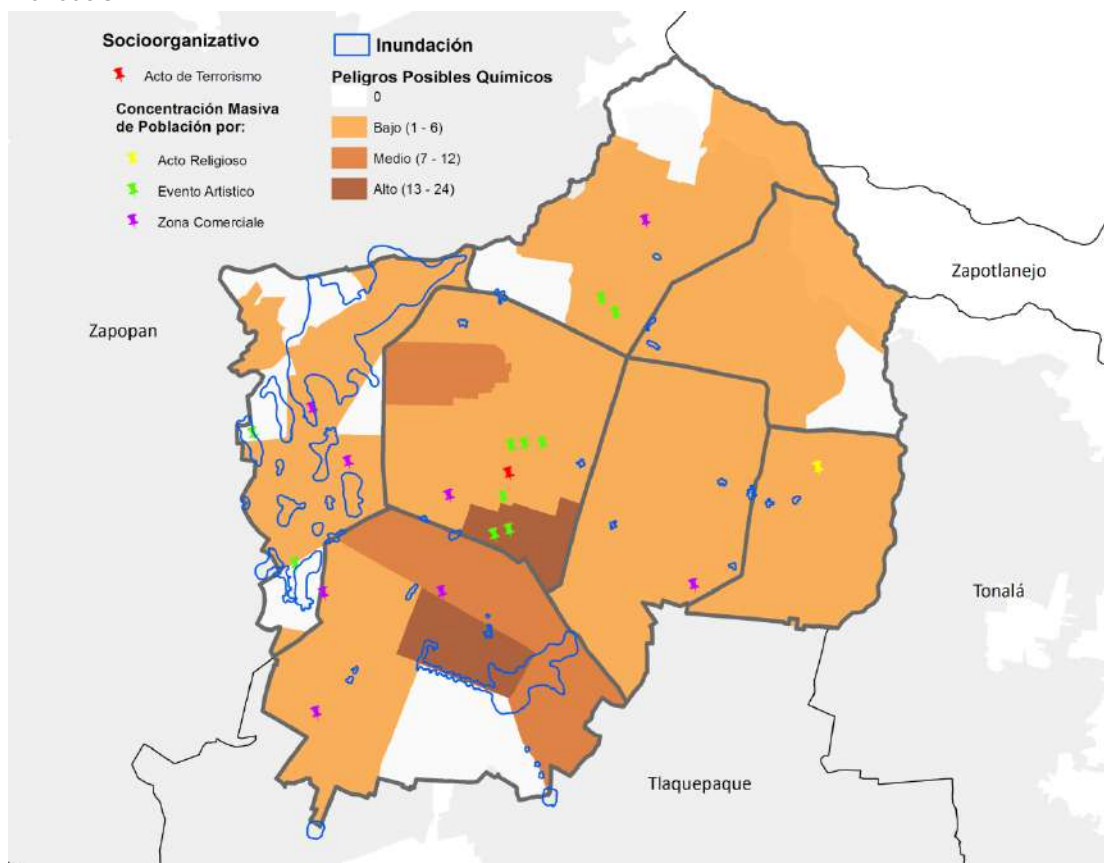 Socioorganizativo
Acto de Terrorismo
Concentración Masiva
de Población por:
Acto Religioso
Evento Artístico
Zona Comerciale
Inundación
Peligros Posibles Químicos
0
Bajo (1 - 6)
Medio (7 - 12)
Alto (13 - 24)
Zapotlanejo
Zapopan
Tonalá
Tlaquepaque